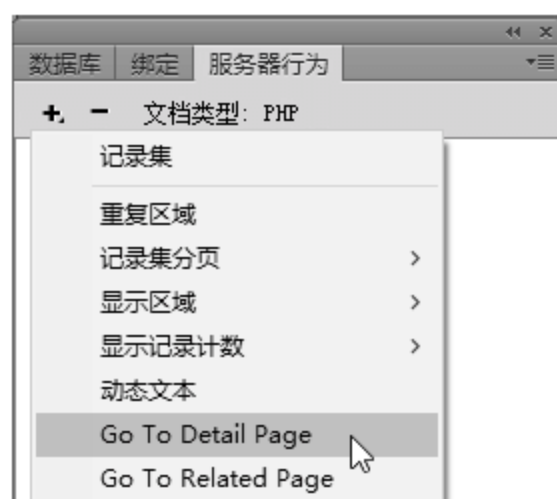 数据库 绑定 服务器行为
文档类型: PHP
记录集
重复区域
记录集分页
显示区域
显示记录计数
动态文本
Go To Detail Page
Go To Related Page